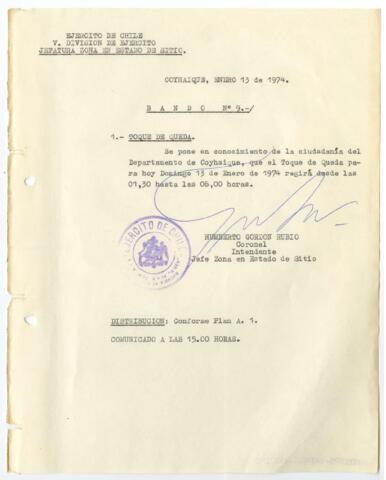 EJERCITO DE CHILE
V. DIVISION DE EJERCITO
JEFATURA ZONA EN ESTADO DE SITIO.
COYHAIQUE, ENERO 13 de 1974.
B A N D O Nº 9.-/
1.- TOQUE DE QUEDA.
Se pone en conocimiento de la ciudadanía del
Departamento de Coyhaique, que el Toque de Queda pa-
ra hoy Domingo 13 de Enero de 1974 regirá desde las
01,30 hasta las 06,00 horas.
EJERCITO DE CHILE
HUMBERTO GORDON RUBIO
Coronel
Intendente
Jefe Zona en Estado de Sitio
DISTRIBUCION: Conforme Plan A. 1.
COMUNICADO A LAS 15.00 HORAS.